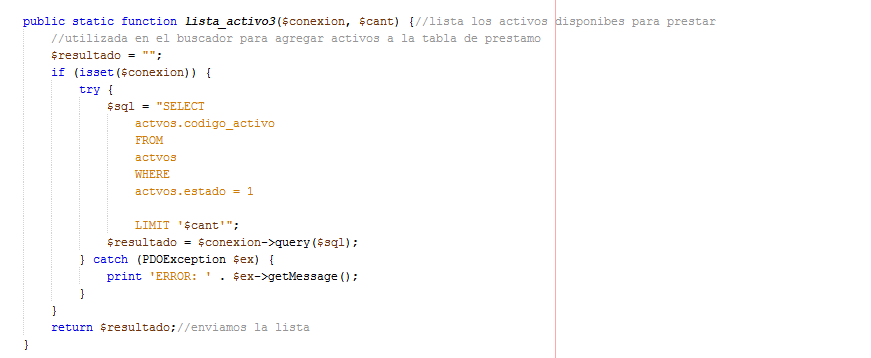 public static function Lista_activo3($conexion, $cant) {//lista los activos disponibes para prestar
//utilizada en el buscador para agregar activos a la tabla de prestamo
$resultado = "";
if (isset($conexion)) {
try {
$sql = "SELECT
actvos.codigo_activo
FROM
actvos
WHERE
actvos.estado = 1
LIMIT '$cant'";
$resultado = $conexion->query($sql);
} catch (PDOException $ex) {
print 'ERROR: ' . $ex->getMessage();
}
}
return $resultado;//enviamos la lista
}